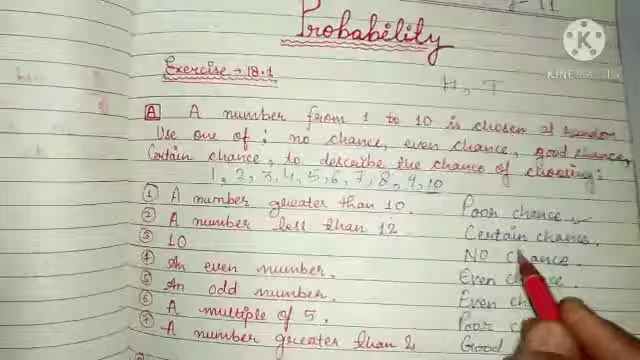 Probability
KINEMASTER
Exercise → 18.1
H, T
A A number from 1 to 10 is chosen at random.
Use one of: no chance, even chance, good chance,
Certain chance, to describe the chance of choosing:
1, 2, 3, 4, 5, 6, 7, 8, 9, 10
① A number greater than 10. Poor chance ✓
② A number less than 12. Certain chance.
③ 10 No chance.
④ An even number. Even chance.
⑤ An odd number. Even
⑥ A multiple of 5. Poor
⑦ A number greater than 2 Good